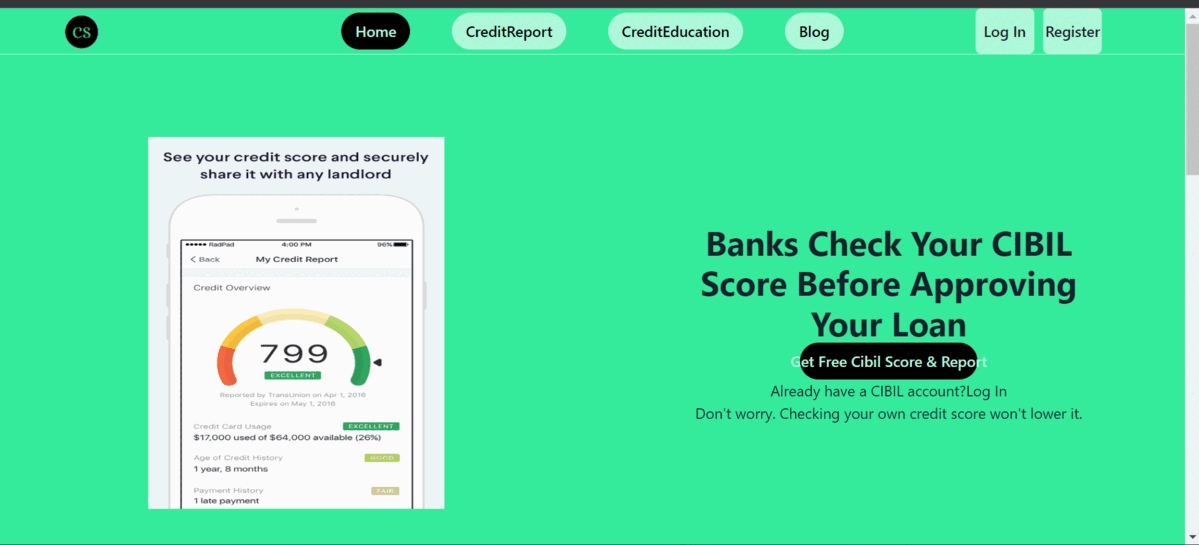 CS
Home
CreditReport
CreditEducation
Blog
Log In
Register
See your credit score and securely
share it with any landlord
RadPad 4:00 PM 96%
Back My Credit Report
Credit Overview
799
EXCELLENT
Reported by TransUnion on Apr 1, 2016
Expires on May 1, 2016
Credit Card Usage EXCELLENT
$17,000 used of $64,000 available (26%)
Age of Credit History GOOD
1 year, 8 months
Payment History FAIR
1 late payment
Banks Check Your CIBIL
Score Before Approving
Your Loan
Get Free Cibil Score & Report
Already have a CIBIL account?Log In
Don't worry. Checking your own credit score won't lower it.